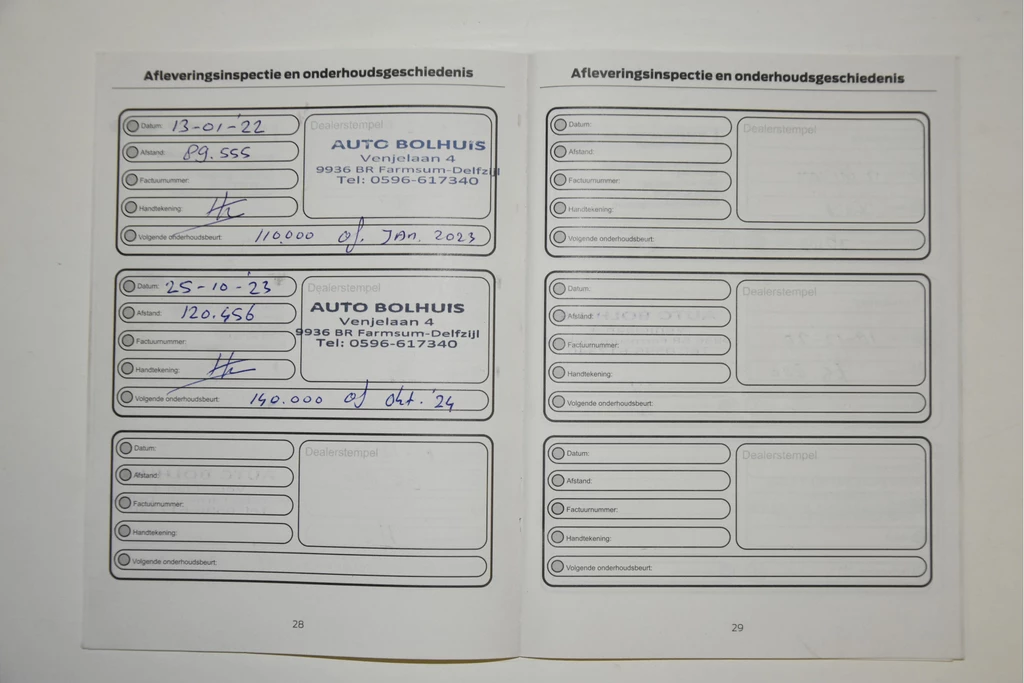 Afleveringsinspectie en onderhoudsgeschiedenis
Datum: 13-01-'22
Afstand: 89.555
Factuurnummer:
Handtekening:
Volgende onderhoudsbeurt: 110.000 of. JAN. 2023
Dealerstempel
AUTO BOLHUIS
Venjelaan 4
9936 BR Farmsum-Delfzijl
Tel: 0596-617340
Datum: 25-10-'23
Afstand: 120.456
Factuurnummer:
Handtekening:
Volgende onderhoudsbeurt: 140.000 of okt. '24
Dealerstempel
AUTO BOLHUIS
Venjelaan 4
9936 BR Farmsum-Delfzijl
Tel: 0596-617340
Datum:
Afstand:
Factuurnummer:
Handtekening:
Volgende onderhoudsbeurt:
Dealerstempel
28
Afleveringsinspectie en onderhoudsgeschiedenis
Datum:
Afstand:
Factuurnummer:
Handtekening:
Volgende onderhoudsbeurt:
Dealerstempel
Datum:
Afstand:
Factuurnummer:
Handtekening:
Volgende onderhoudsbeurt:
Dealerstempel
Datum:
Afstand:
Factuurnummer:
Handtekening:
Volgende onderhoudsbeurt:
Dealerstempel
29